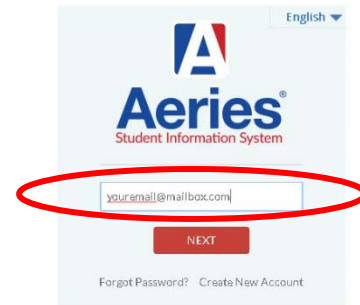 English
A
Aeries®
Student Information System
youremail@mailbox.com
NEXT
Forgot Password? Create New Account